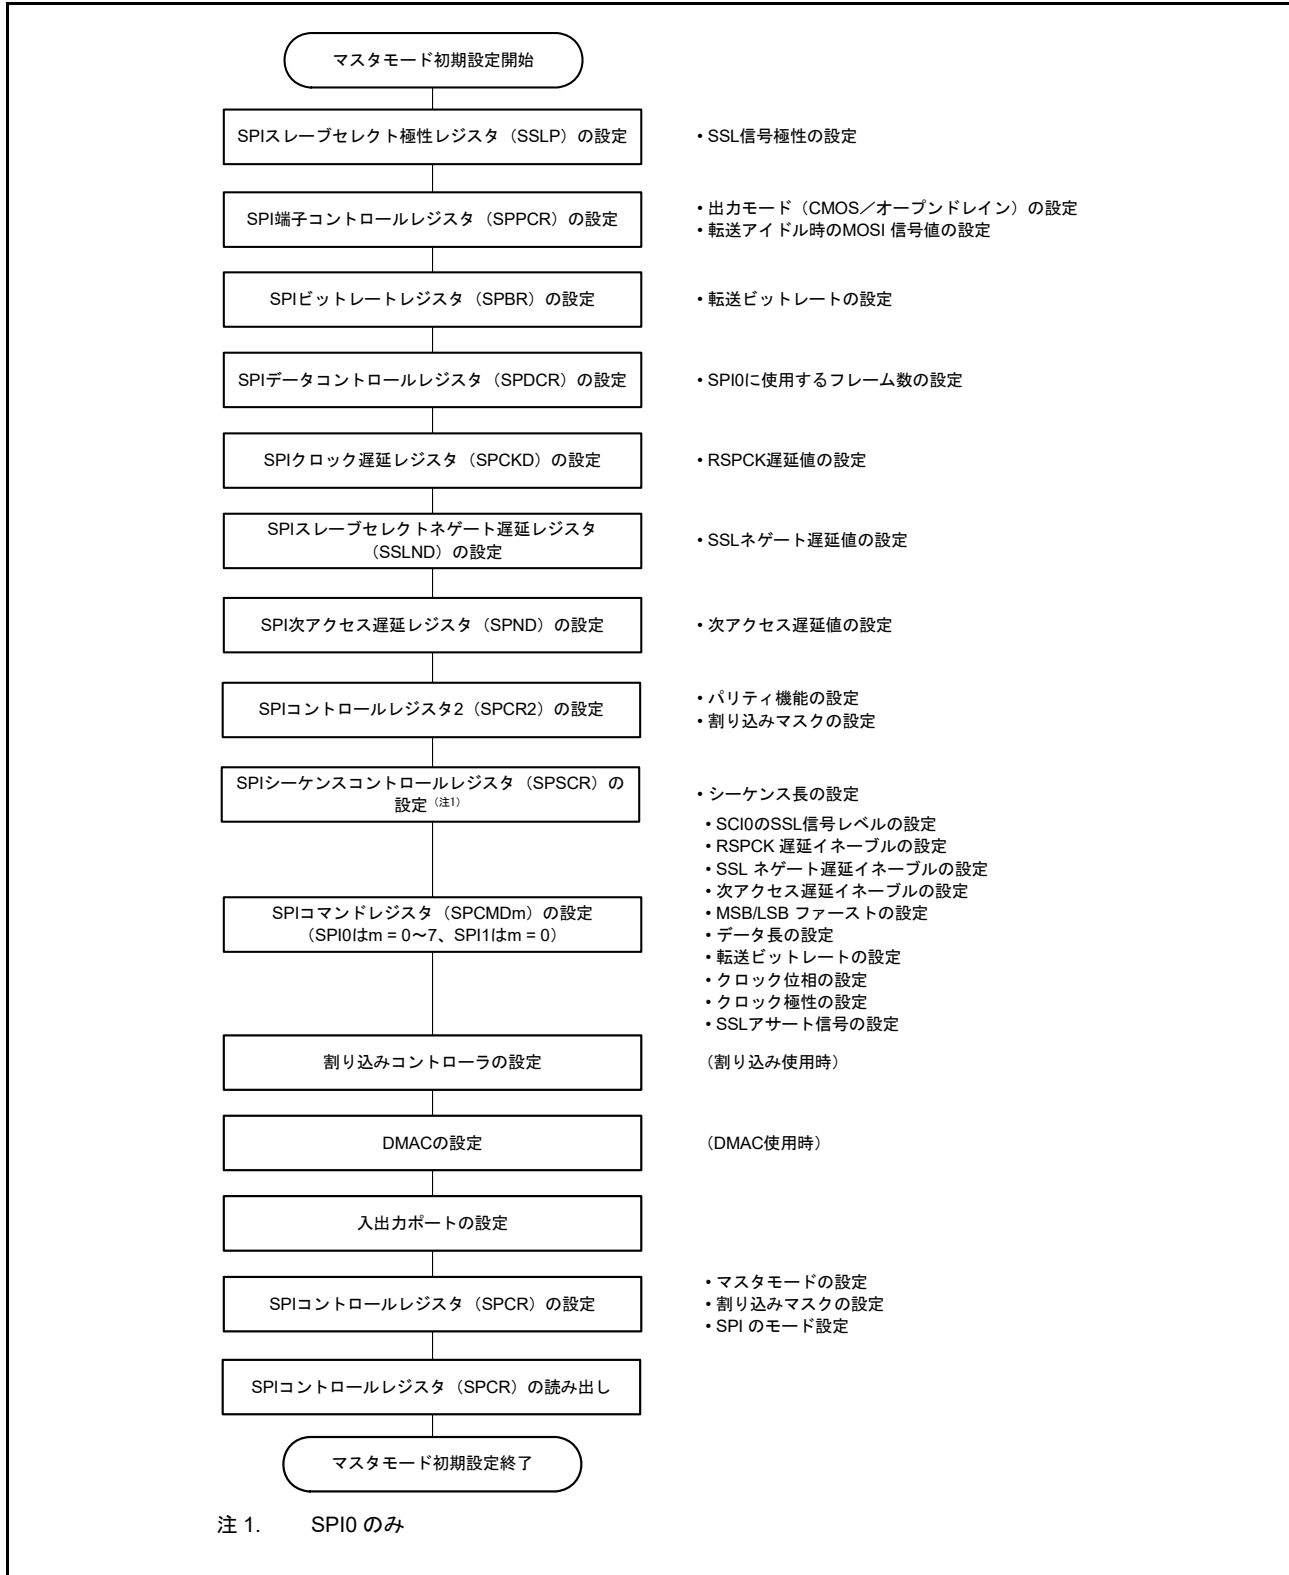 マスタモード初期設定開始
SPIスレーブセレクト極性レジスタ（SSLP）の設定
• SSL信号極性の設定
SPI端子コントロールレジスタ（SPPCR）の設定
• 出力モード（CMOS／オープンドレイン）の設定
• 転送アイドル時のMOSI 信号値の設定
SPIビットレートレジスタ（SPBR）の設定
• 転送ビットレートの設定
SPIデータコントロールレジスタ（SPDCR）の設定
• SPI0に使用するフレーム数の設定
SPIクロック遅延レジスタ（SPCKD）の設定
• RSPCK遅延値の設定
SPIスレーブセレクトネゲート遅延レジスタ
（SSLND）の設定
• SSLネゲート遅延値の設定
SPI次アクセス遅延レジスタ（SPND）の設定
• 次アクセス遅延値の設定
SPIコントロールレジスタ2（SPCR2）の設定
• パリティ機能の設定
• 割り込みマスクの設定
SPIシーケンスコントロールレジスタ（SPSCR）の
設定（注1）
• シーケンス長の設定
SPIコマンドレジスタ（SPCMDm）の設定
（SPI0はm = 0～7、SPI1はm = 0）
• SCI0のSSL信号レベルの設定
• RSPCK 遅延イネーブルの設定
• SSL ネゲート遅延イネーブルの設定
• 次アクセス遅延イネーブルの設定
• MSB/LSB ファーストの設定
• データ長の設定
• 転送ビットレートの設定
• クロック位相の設定
• クロック極性の設定
• SSLアサート信号の設定
割り込みコントローラの設定
（割り込み使用時）
DMACの設定
（DMAC使用時）
入出力ポートの設定
SPIコントロールレジスタ（SPCR）の設定
• マスタモードの設定
• 割り込みマスクの設定
• SPI のモード設定
SPIコントロールレジスタ（SPCR）の読み出し
マスタモード初期設定終了
注 1. SPI0 のみ